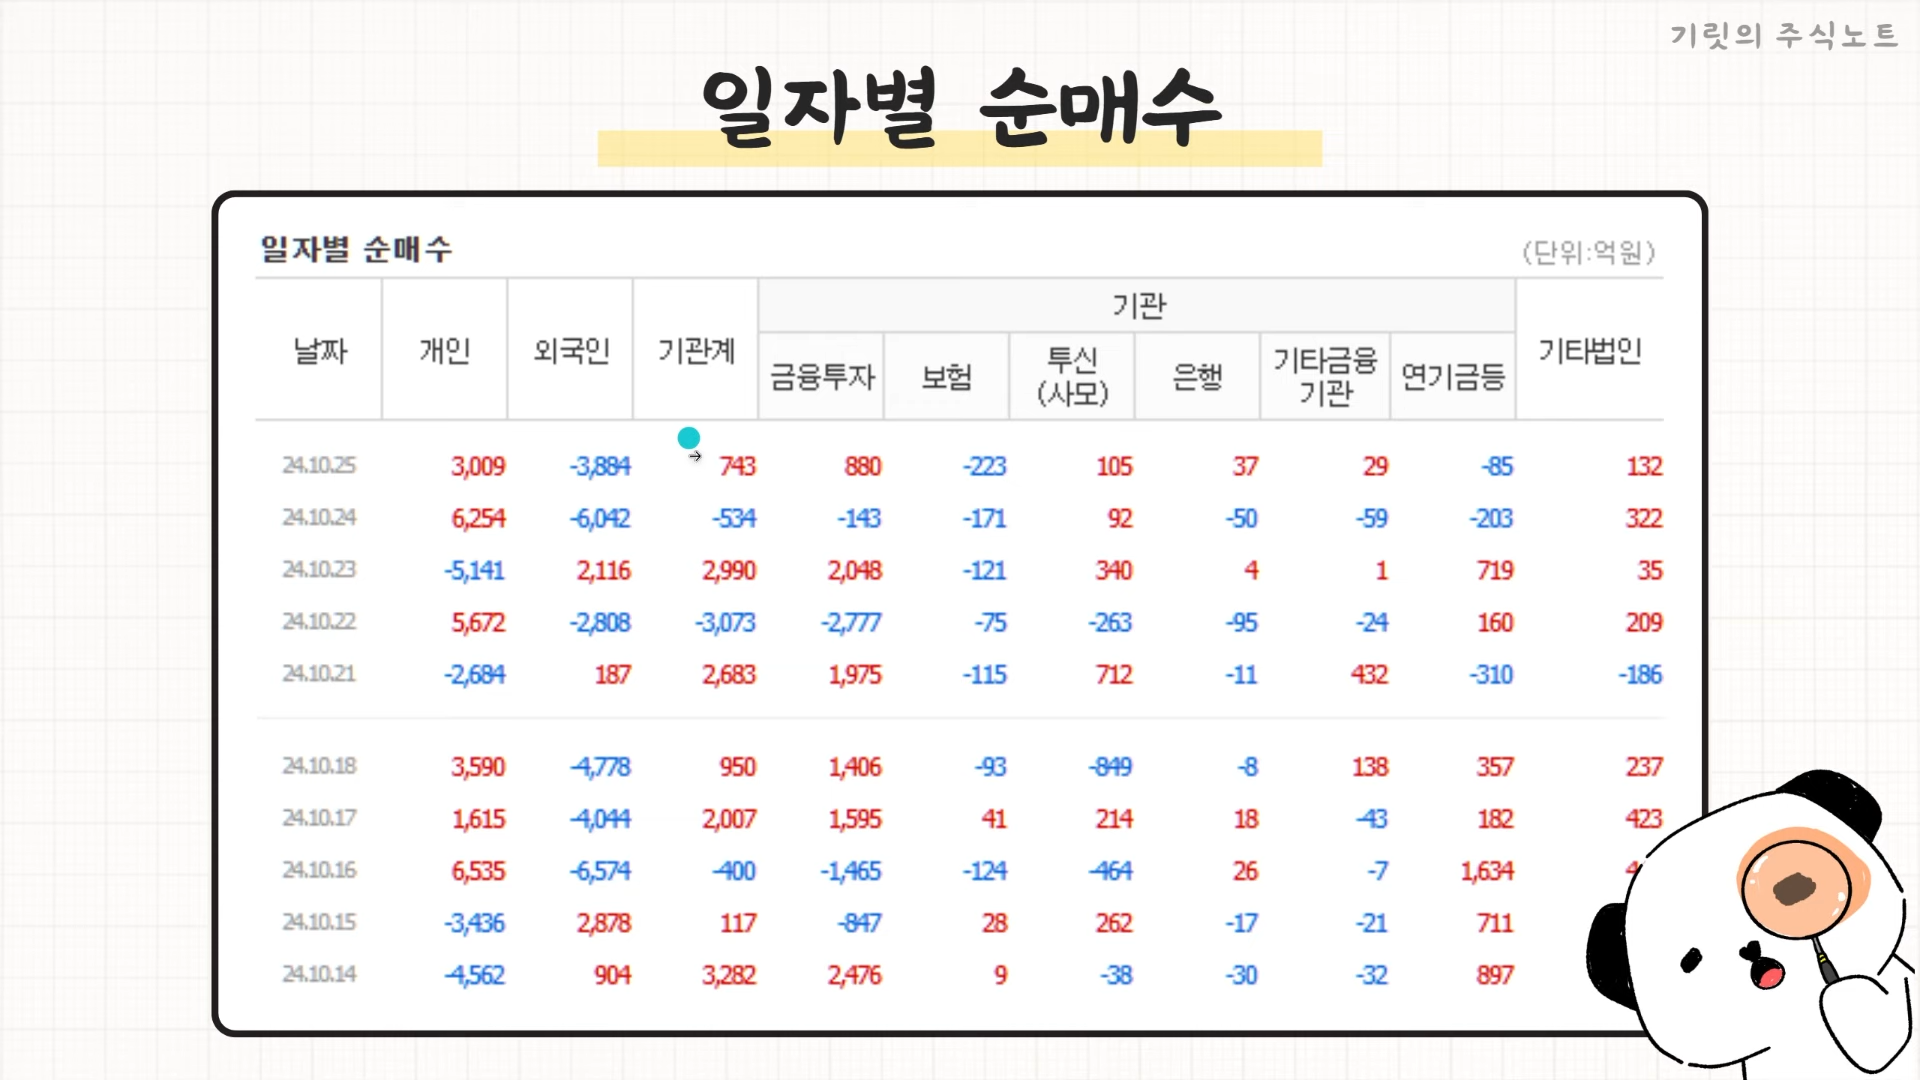 기릿의 주식노트
일자별 순매수
일자별 순매수 (단위:억원)
날짜 개인 외국인 기관계 기관 기타법인
금융투자 보험 투신(사모) 은행 기타금융기관 연기금등
24.10.25 3,009 -3,884 743 880 -223 105 37 29 -85 132
24.10.24 6,254 -6,042 -534 -143 -171 92 -50 -59 -203 322
24.10.23 -5,141 2,116 2,990 2,048 -121 340 4 1 719 35
24.10.22 5,672 -2,808 -3,073 -2,777 -75 -263 -95 -24 160 209
24.10.21 -2,684 187 2,683 1,975 -115 712 -11 432 -310 -186
24.10.18 3,590 -4,778 950 1,406 -93 -849 -8 138 357 237
24.10.17 1,615 -4,044 2,007 1,595 41 214 18 -43 182 423
24.10.16 6,535 -6,574 -400 -1,465 -124 -464 26 -7 1,634
24.10.15 -3,436 2,878 117 -847 28 262 -17 -21 711
24.10.14 -4,562 904 3,282 2,476 9 -38 -30 -32 897